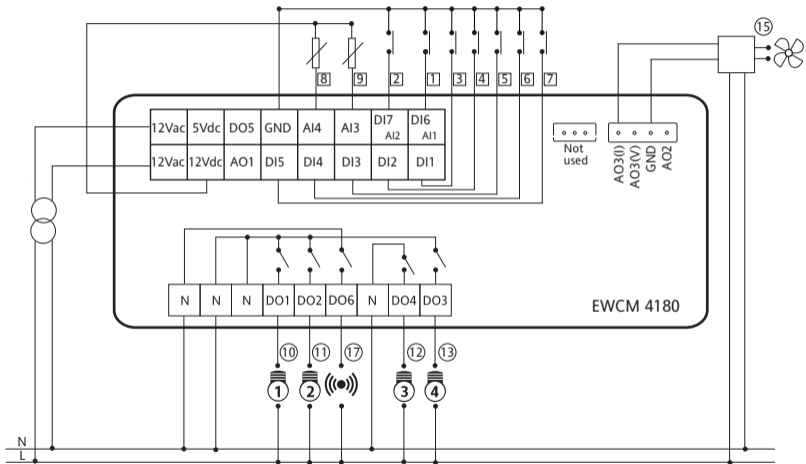 15
8 9 2 1 3 4 5 6 7
12Vac 5Vdc DO5 GND AI4 AI3 DI7 AI2 DI6 AI1
12Vac 12Vdc AO1 DI5 DI4 DI3 DI2 DI1
Not
used
AO3(I)
AO3(V)
GND
AO2
N N N DO1 DO2 DO6 N DO4 DO3
EWCM 4180
10 11 17 12 13
1 2 3 4
N
L